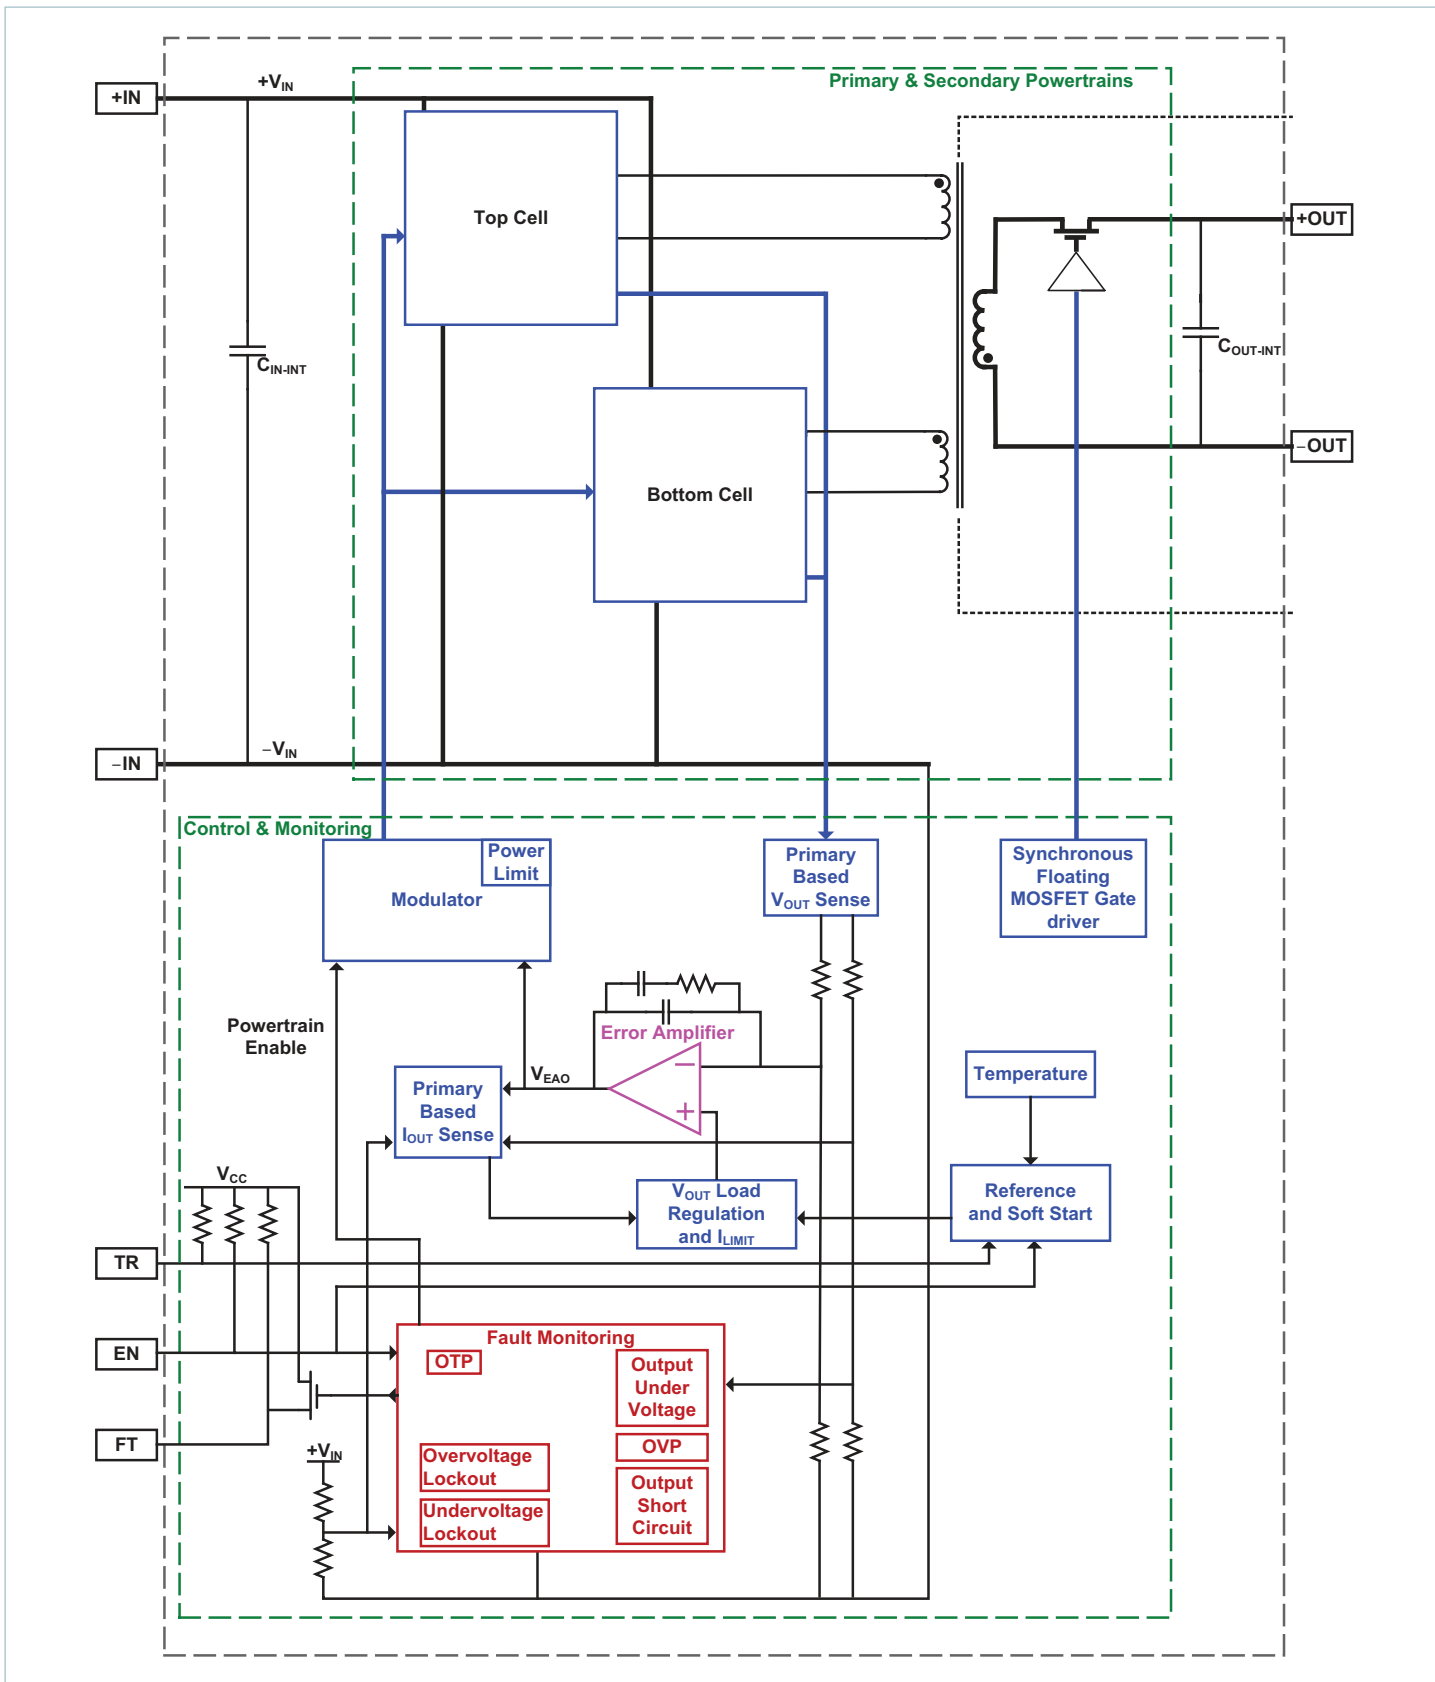 +IN
+VIN
Primary & Secondary Powertrains
Top Cell
+OUT
CIN-INT
COUT-INT
−OUT
Bottom Cell
−VIN
−IN
Control & Monitoring
Power
Limit
Modulator
Primary
Based
VOUT Sense
Synchronous
Floating
MOSFET Gate
driver
Powertrain
Enable
Error Amplifier
−
+
VEAO
Primary
Based
IOUT Sense
Temperature
VCC
VOUT Load
Regulation
and ILIMIT
Reference
and Soft Start
TR
EN
FT
Fault Monitoring
OTP
Output
Under
Voltage
+VIN
Overvoltage
Lockout
OVP
Undervoltage
Lockout
Output
Short
Circuit